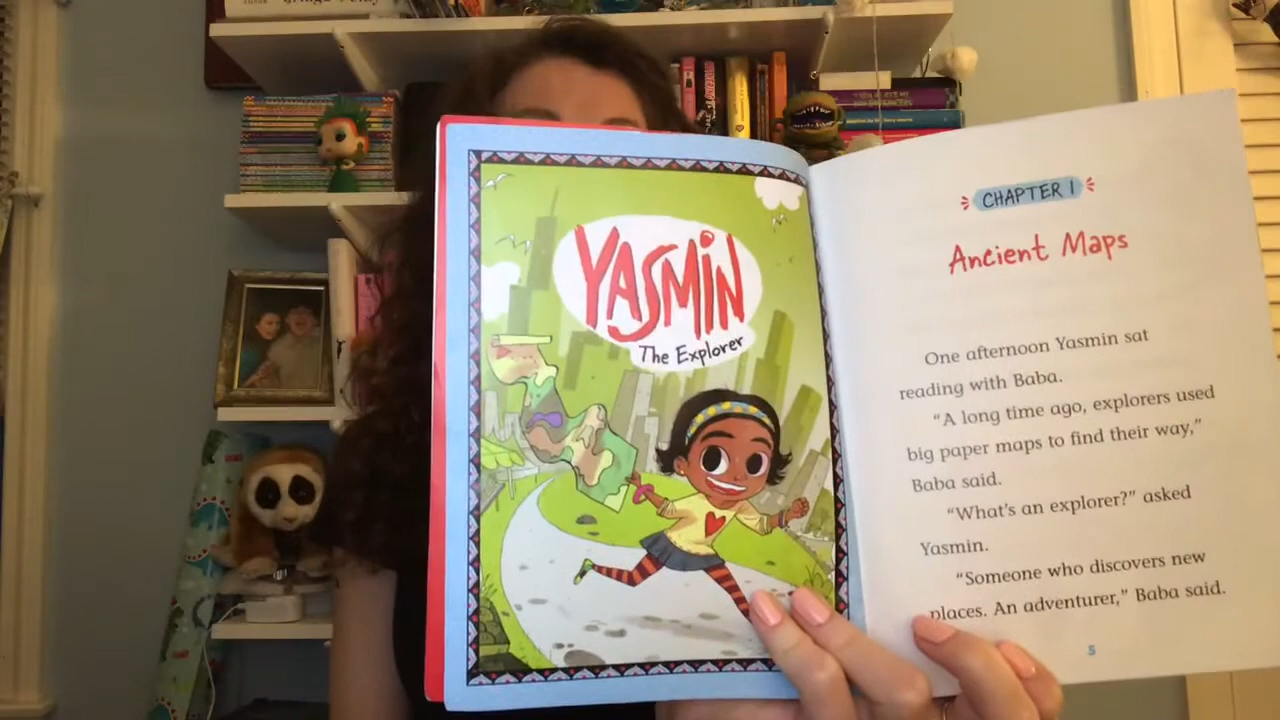 YASMIN
The Explorer
CHAPTER 1
Ancient Maps
One afternoon Yasmin sat
reading with Baba.
"A long time ago, explorers used
big paper maps to find their way,"
Baba said.
"What's an explorer?" asked
Yasmin.
"Someone who discovers new
places. An adventurer," Baba said.
5